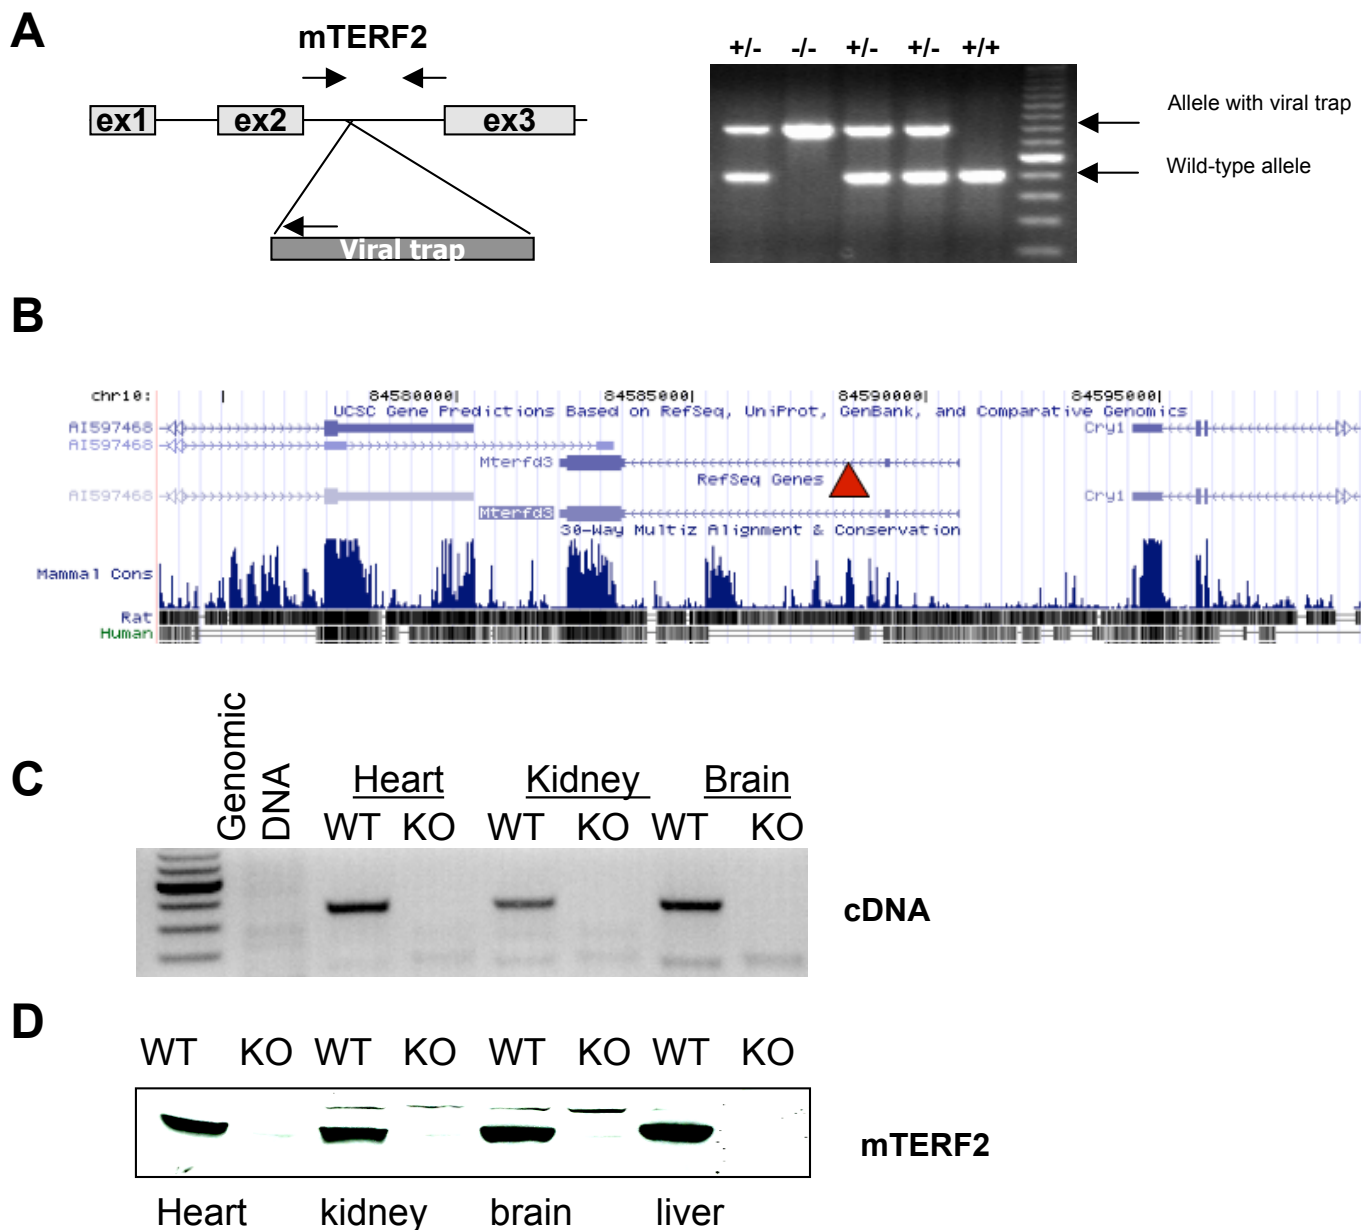 A
mTERF2
ex1 ex2 ex3
Viral trap
+/- -/- +/- +/- +/+
Allele with viral trap
Wild-type allele
B
chr10: 84580000| 84585000| 84590000| 84595000|
UCSC Gene Predictions Based on RefSeq, UniProt, GenBank, and Comparative Genomics
AI597468 Cry1
AI597468
Mterfd3
RefSeq Genes
AI597468 Cry1
Mterfd3
30-Way Multiz Alignment & Conservation
Mammal Cons
Rat
Human
C
Genomic
DNA
Heart Kidney Brain
WT KO WT KO WT KO
cDNA
D
WT KO WT KO WT KO WT KO
mTERF2
Heart kidney brain liver